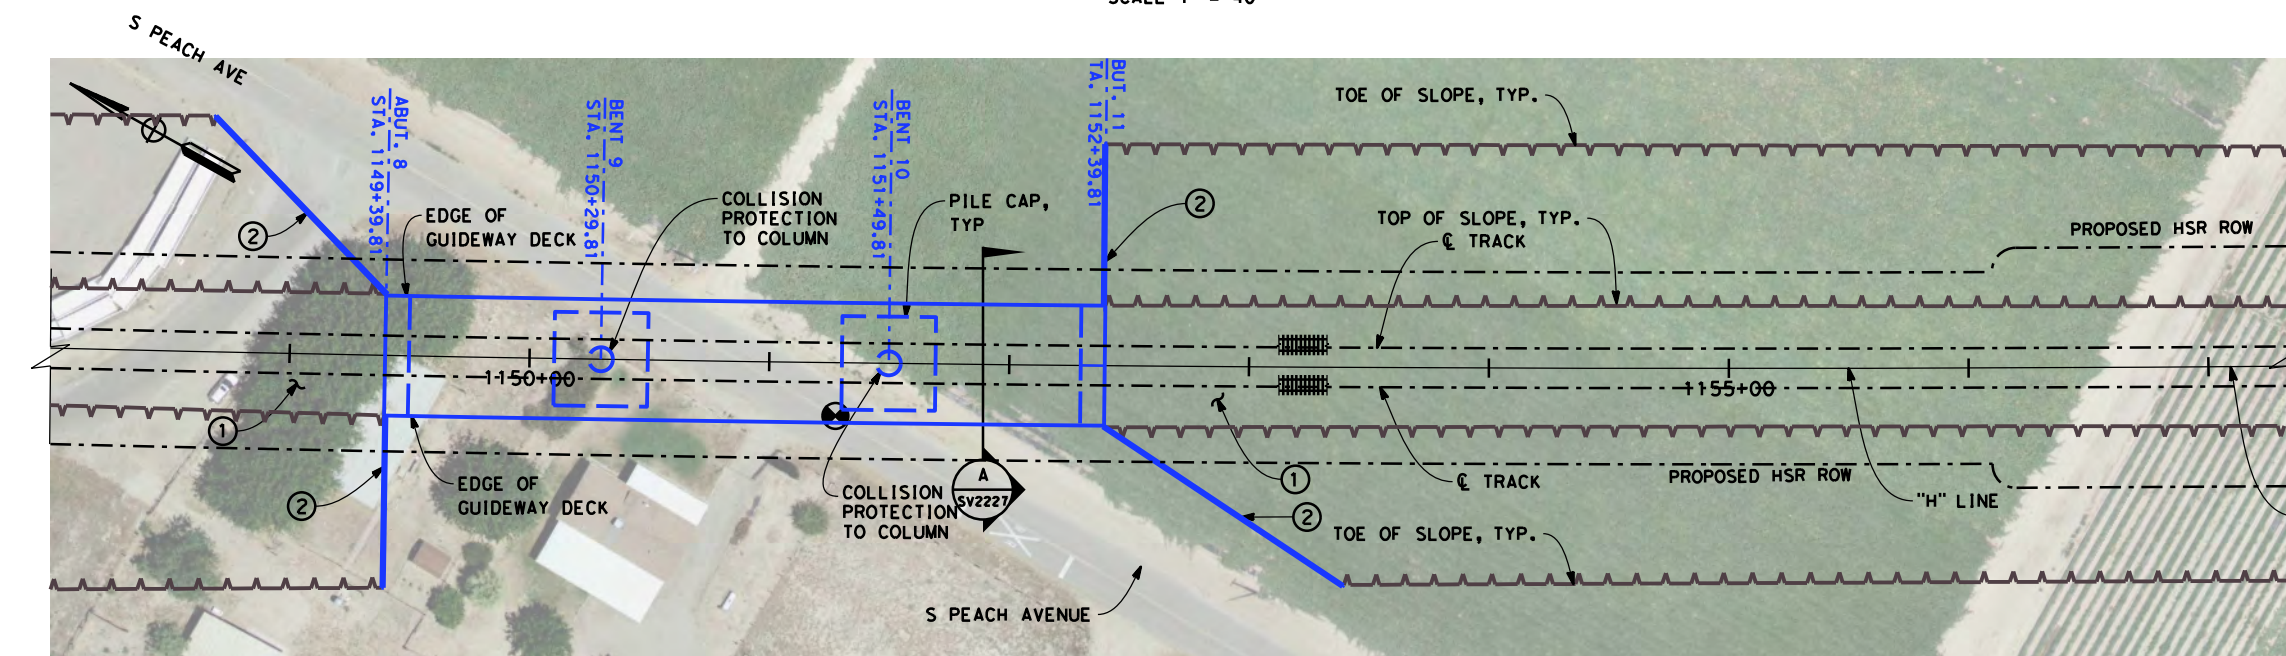 S PEACH AVE
ABUT. 8
STA. 1149+39.81
BENT 9
STA. 1150+29.81
BENT 10
STA. 1151+49.81
BUT. 11
TA. 1152+39.81
TOE OF SLOPE, TYP.
COLLISION
PROTECTION
TO COLUMN
PILE CAP,
TYP
2
EDGE OF
GUIDEWAY DECK
2
TOP OF SLOPE, TYP.
℄ TRACK
PROPOSED HSR ROW
1150+00
1155+00
1
2
EDGE OF
GUIDEWAY DECK
COLLISION
PROTECTION
TO COLUMN
A
SV2227
1
2
℄ TRACK
PROPOSED HSR ROW
"H" LINE
TOE OF SLOPE, TYP.
S PEACH AVENUE